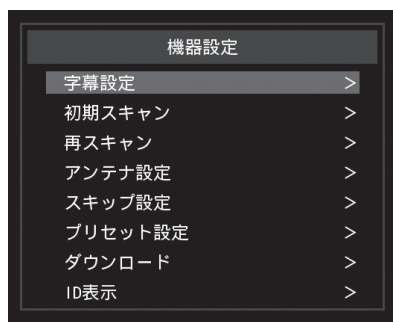 機器設定
字幕設定 >
初期スキャン >
再スキャン >
アンテナ設定 >
スキップ設定 >
プリセット設定 >
ダウンロード >
ID表示 >